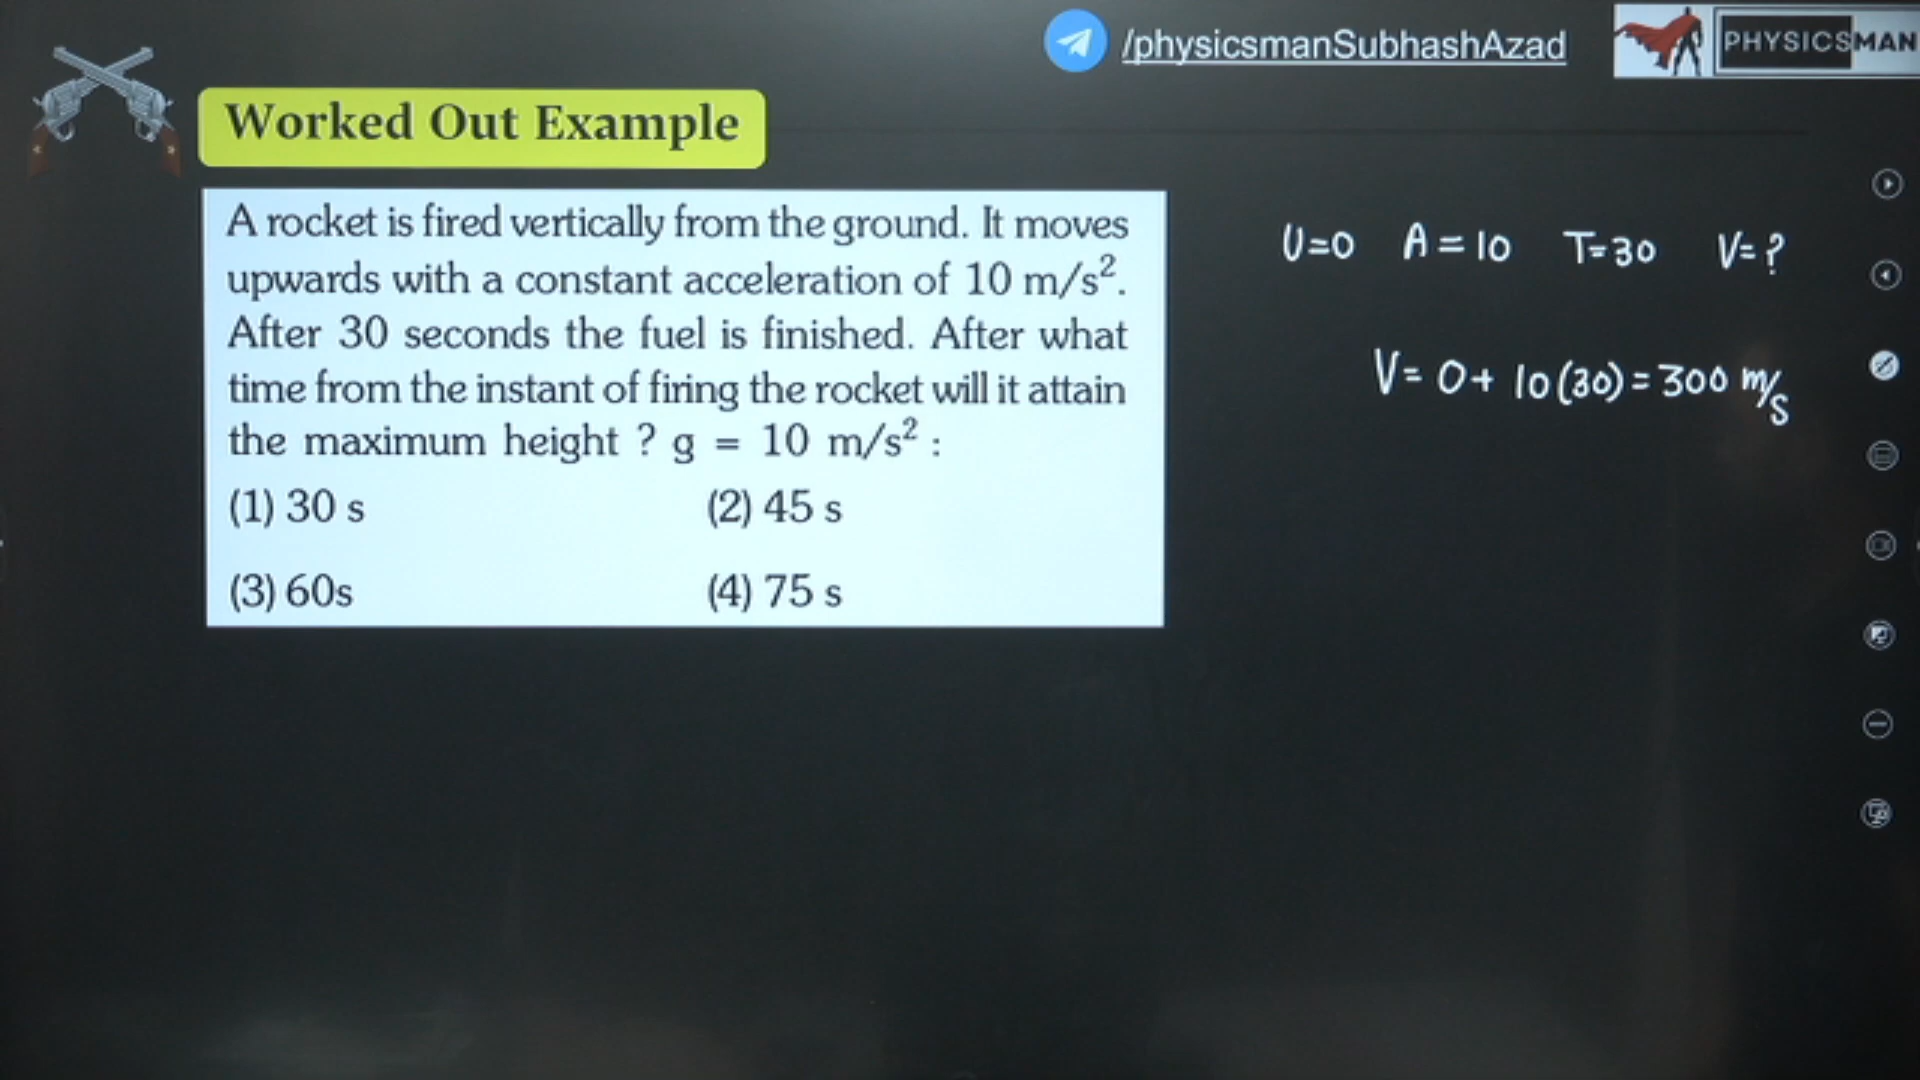 /physicsmanSubhashAzad
PHYSICSMAN
Worked Out Example
A rocket is fired vertically from the ground. It moves
upwards with a constant acceleration of 10 m/s².
After 30 seconds the fuel is finished. After what
time from the instant of firing the rocket will it attain
the maximum height ? g = 10 m/s² :
(1) 30 s (2) 45 s
(3) 60s (4) 75 s
U=0 A=10 T=30 V=?
V= 0+ 10(30)=300 m/s